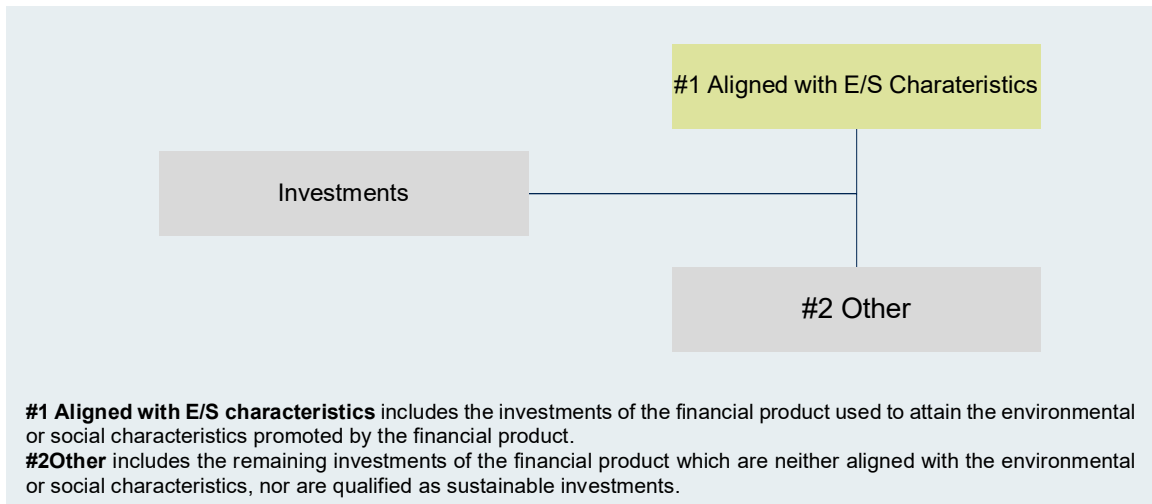 #1 Aligned with E/S Charateristics
Investments
#2 Other
#1 Aligned with E/S characteristics includes the investments of the financial product used to attain the environmental
or social characteristics promoted by the financial product.
#2Other includes the remaining investments of the financial product which are neither aligned with the environmental
or social characteristics, nor are qualified as sustainable investments.